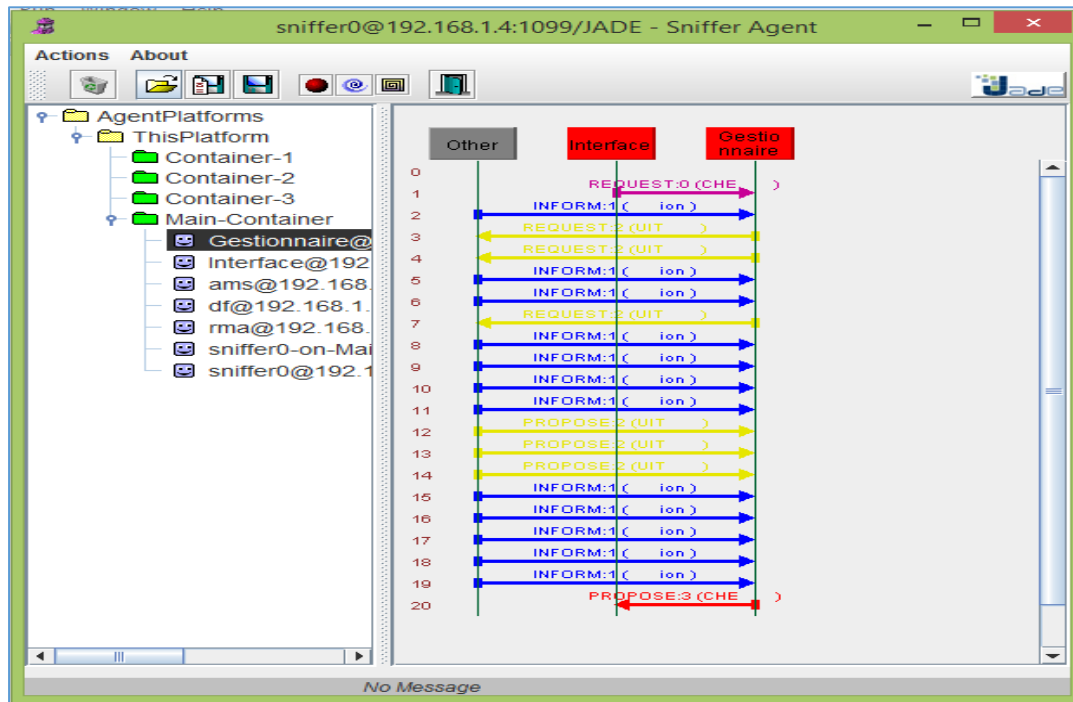 sniffer0@192.168.1.4:1099/JADE - Sniffer Agent
Actions About
Jade
AgentPlatforms
ThisPlatform
Container-1
Container-2
Container-3
Main-Container
Gestionnaire@
Interface@192
ams@192.168.
df@192.168.1.
rma@192.168.
sniffer0-on-Mai
sniffer0@192.1
Other
Interface
Gestio
nnaire
0
REQUEST:0 (CHE )
1
INFORM:1 ( ion )
2
REQUEST:2 (UIT )
3
REQUEST:2 (UIT )
4
INFORM:1 ( ion )
5
INFORM:1 ( ion )
6
REQUEST:2 (UIT )
7
INFORM:1 ( ion )
8
INFORM:1 ( ion )
9
INFORM:1 ( ion )
10
INFORM:1 ( ion )
11
PROPOSE:2 (UIT )
12
PROPOSE:2 (UIT )
13
PROPOSE:2 (UIT )
14
INFORM:1 ( ion )
15
INFORM:1 ( ion )
16
INFORM:1 ( ion )
17
INFORM:1 ( ion )
18
INFORM:1 ( ion )
19
PROPOSE:3 (CHE )
20
No Message